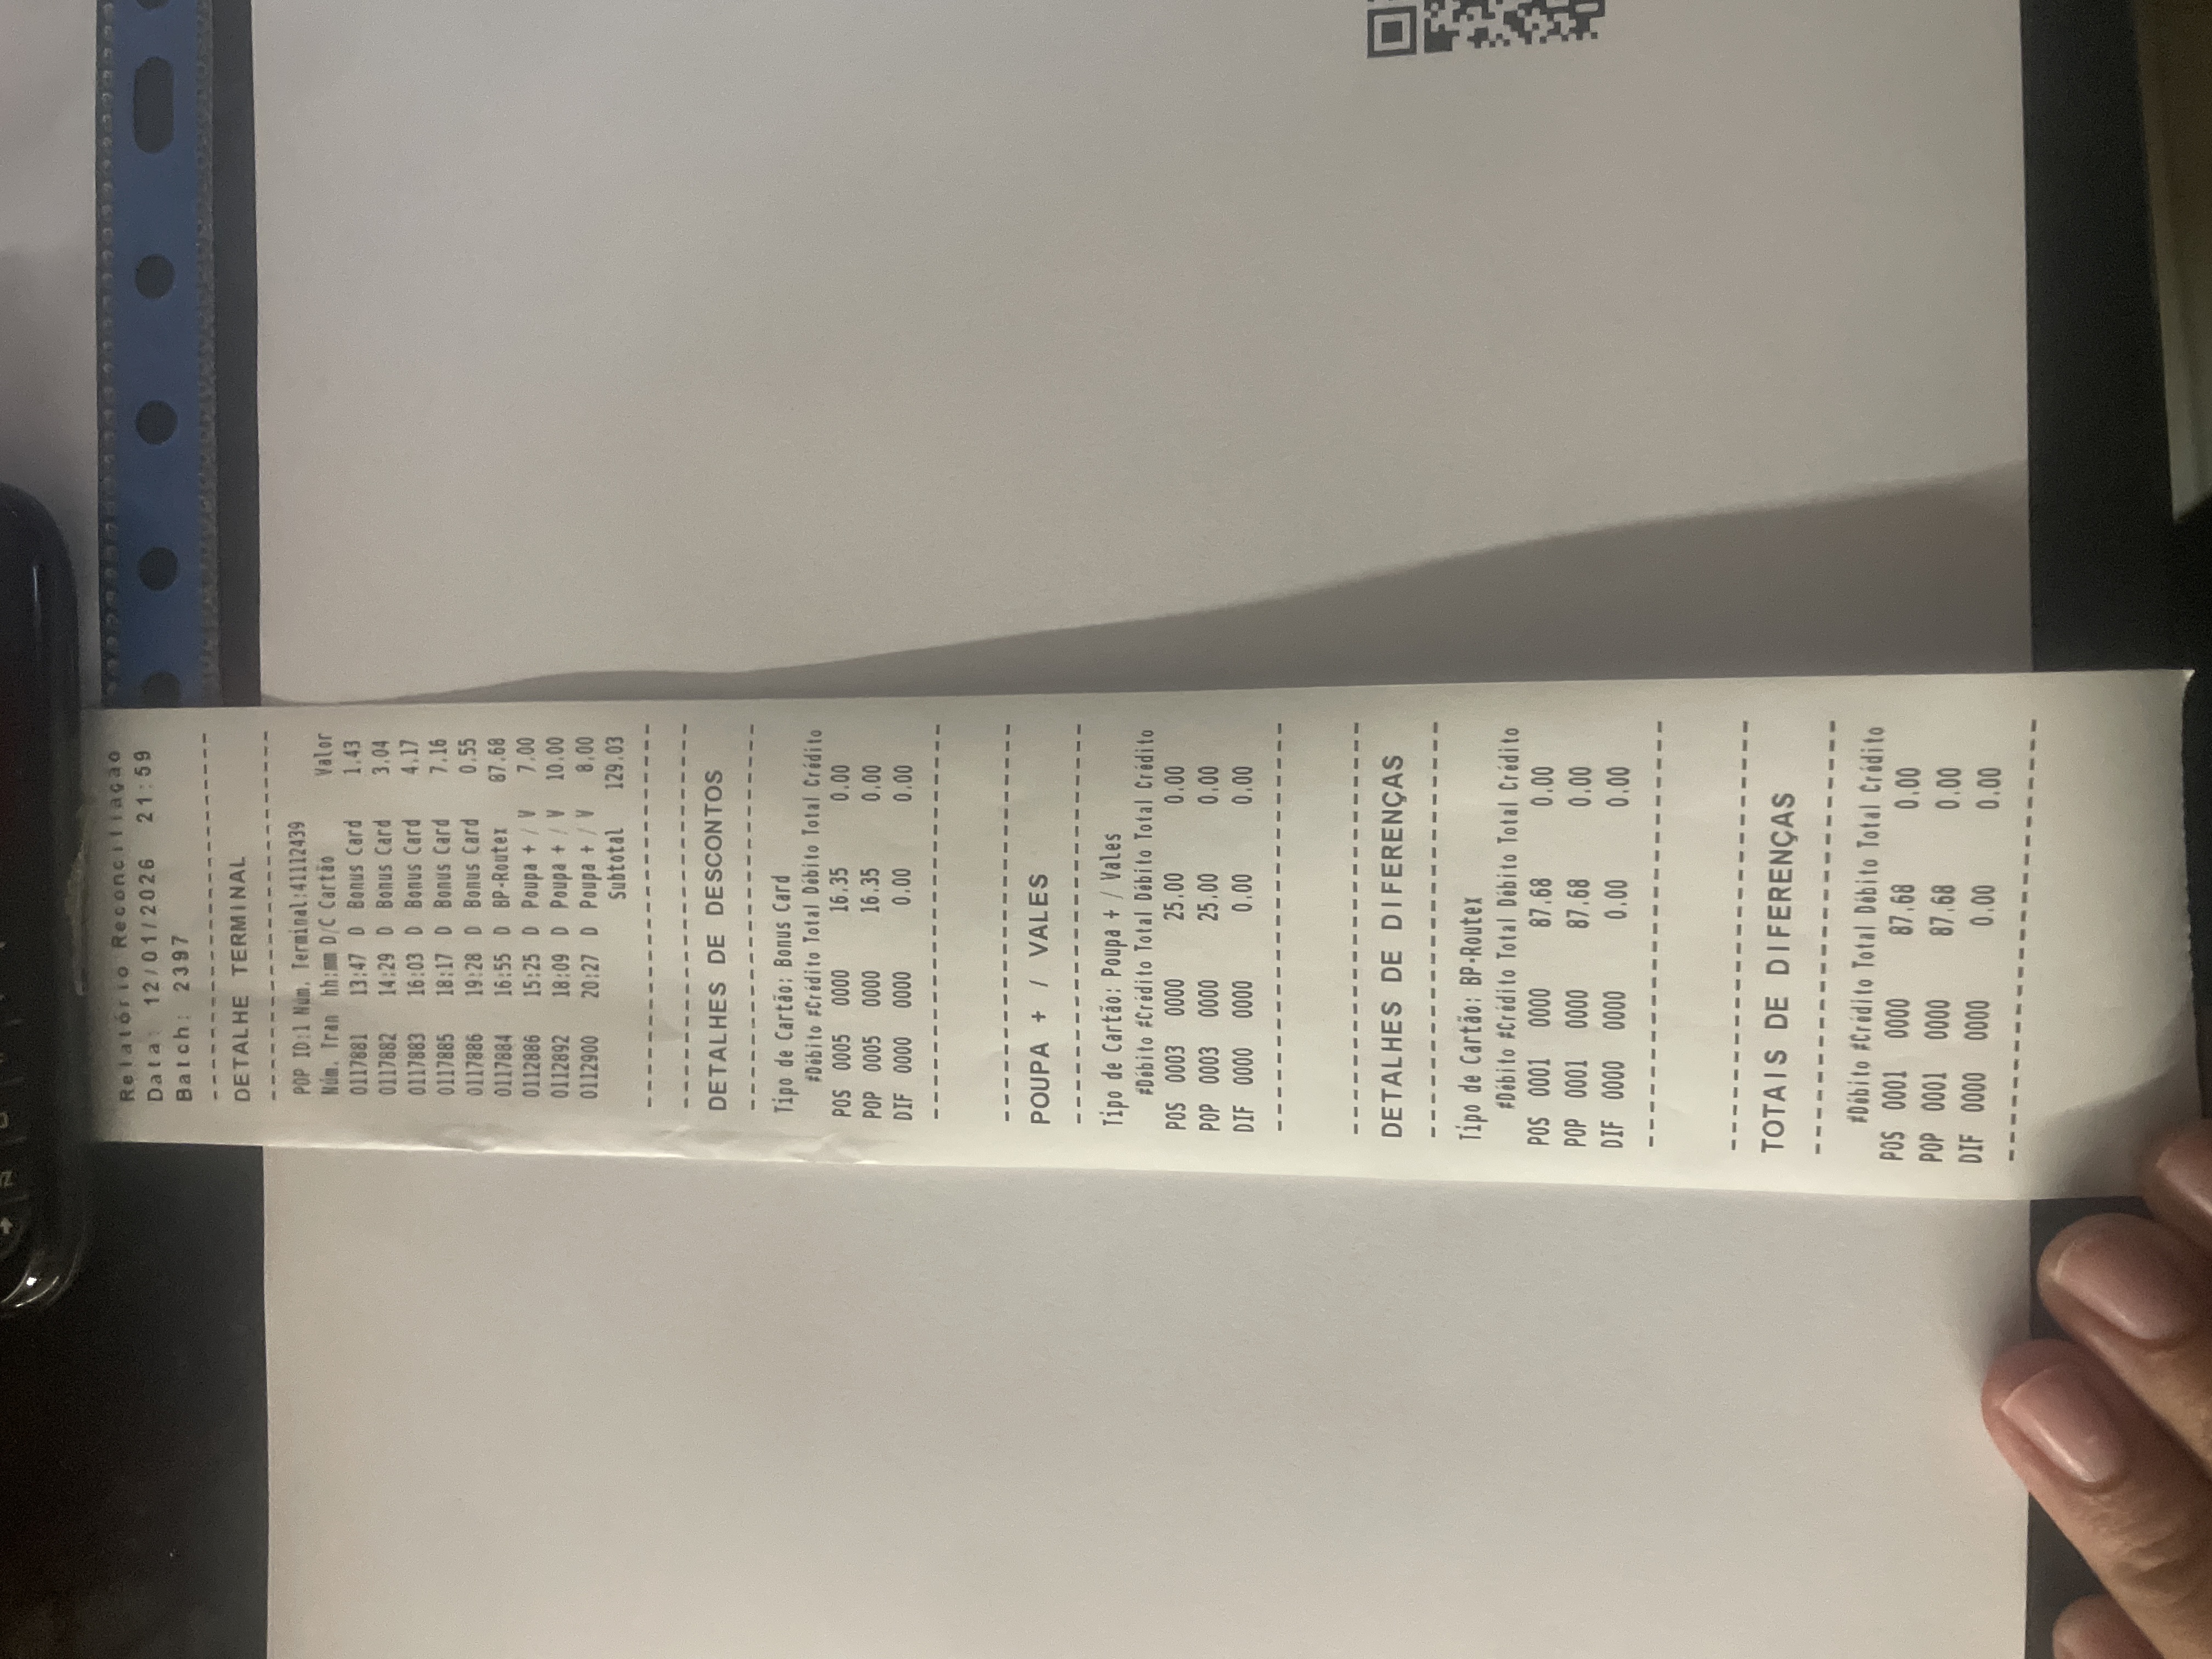 Relatório Reconciliação
Data: 12/01/2026 21:59
Batch: 2397
DETALHE TERMINAL
POP ID:1 Núm. Terminal:41112439
Núm. Tran hh:mm D/C Cartão Valor
0117881 13:47 D Bonus Card 1.43
0117882 14:29 D Bonus Card 3.04
0117883 16:03 D Bonus Card 4.17
0117885 18:17 D Bonus Card 7.16
0117886 19:28 D Bonus Card 0.55
0117884 16:55 D BP-Routex 87.68
0112886 15:25 D Poupa + / V 7.00
0112892 18:09 D Poupa + / V 10.00
0112900 20:27 D Poupa + / V 8.00
Subtotal 129.03
DETALHES DE DESCONTOS
Tipo de Cartão: Bonus Card
#Débito #Crédito Total Débito Total Crédito
POS 0005 0000 16.35 0.00
POP 0005 0000 16.35 0.00
DIF 0000 0000 0.00 0.00
POUPA + / VALES
Tipo de Cartão: Poupa + / Vales
#Débito #Crédito Total Débito Total Crédito
POS 0003 0000 25.00 0.00
POP 0003 0000 25.00 0.00
DIF 0000 0000 0.00 0.00
DETALHES DE DIFERENÇAS
Tipo de Cartão: BP-Routex
#Débito #Crédito Total Débito Total Crédito
POS 0001 0000 87.68 0.00
POP 0001 0000 87.68 0.00
DIF 0000 0000 0.00 0.00
TOTAIS DE DIFERENÇAS
#Débito #Crédito Total Débito Total Crédito
POS 0001 0000 87.68 0.00
POP 0001 0000 87.68 0.00
DIF 0000 0000 0.00 0.00